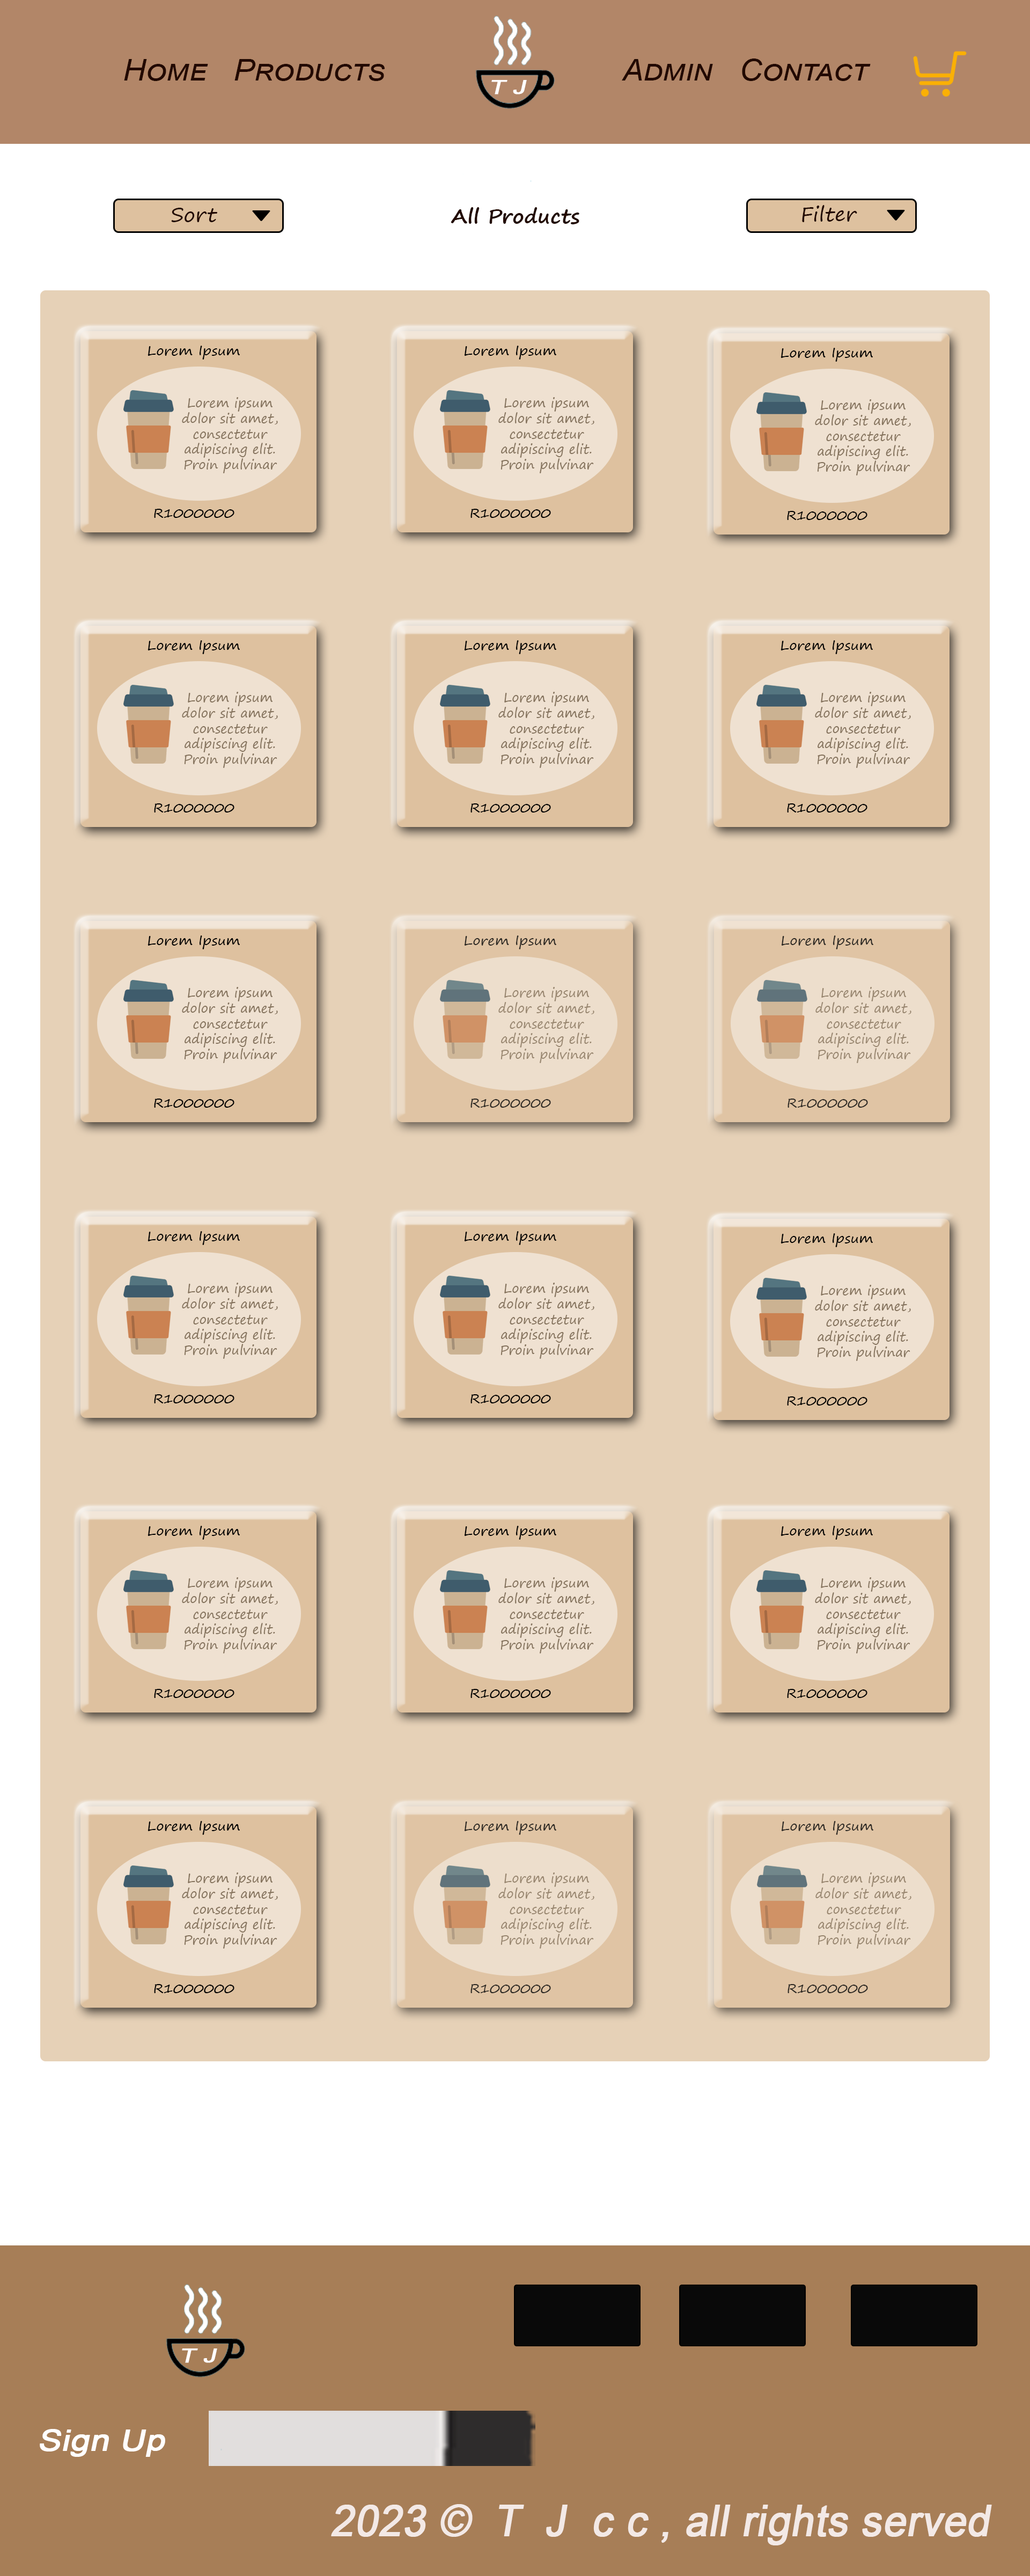 Home Products T J Admin Contact
Sort All Products Filter
Lorem Ipsum
Lorem ipsum
dolor sit amet,
consectetur
adipiscing elit.
Proin pulvinar
R1000000
Lorem Ipsum
Lorem ipsum
dolor sit amet,
consectetur
adipiscing elit.
Proin pulvinar
R1000000
Lorem Ipsum
Lorem ipsum
dolor sit amet,
consectetur
adipiscing elit.
Proin pulvinar
R1000000
Lorem Ipsum
Lorem ipsum
dolor sit amet,
consectetur
adipiscing elit.
Proin pulvinar
R1000000
Lorem Ipsum
Lorem ipsum
dolor sit amet,
consectetur
adipiscing elit.
Proin pulvinar
R1000000
Lorem Ipsum
Lorem ipsum
dolor sit amet,
consectetur
adipiscing elit.
Proin pulvinar
R1000000
Lorem Ipsum
Lorem ipsum
dolor sit amet,
consectetur
adipiscing elit.
Proin pulvinar
R1000000
Lorem Ipsum
Lorem ipsum
dolor sit amet,
consectetur
adipiscing elit.
Proin pulvinar
R1000000
Lorem Ipsum
Lorem ipsum
dolor sit amet,
consectetur
adipiscing elit.
Proin pulvinar
R1000000
Lorem Ipsum
Lorem ipsum
dolor sit amet,
consectetur
adipiscing elit.
Proin pulvinar
R1000000
Lorem Ipsum
Lorem ipsum
dolor sit amet,
consectetur
adipiscing elit.
Proin pulvinar
R1000000
Lorem Ipsum
Lorem ipsum
dolor sit amet,
consectetur
adipiscing elit.
Proin pulvinar
R1000000
Lorem Ipsum
Lorem ipsum
dolor sit amet,
consectetur
adipiscing elit.
Proin pulvinar
R1000000
Lorem Ipsum
Lorem ipsum
dolor sit amet,
consectetur
adipiscing elit.
Proin pulvinar
R1000000
Lorem Ipsum
Lorem ipsum
dolor sit amet,
consectetur
adipiscing elit.
Proin pulvinar
R1000000
Lorem Ipsum
Lorem ipsum
dolor sit amet,
consectetur
adipiscing elit.
Proin pulvinar
R1000000
Lorem Ipsum
Lorem ipsum
dolor sit amet,
consectetur
adipiscing elit.
Proin pulvinar
R1000000
Lorem Ipsum
Lorem ipsum
dolor sit amet,
consectetur
adipiscing elit.
Proin pulvinar
R1000000
T J
Sign Up
2023 © T J c c , all rights served